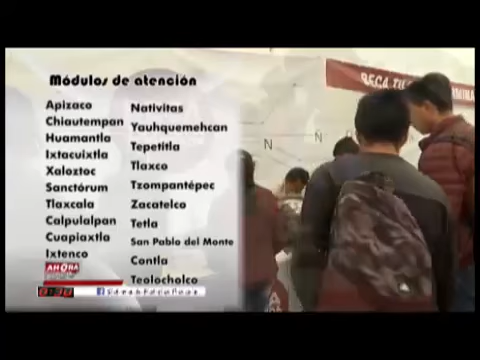 Módulos de atención
Apizaco
Chiautempan
Huamantla
Ixtacuixtla
Xaloztoc
Sanctórum
Tlaxcala
Calpulalpan
Cuapiaxtla
Ixtenco
Nativitas
Yauhquemehcan
Tepetitla
Tlaxco
Tzompantépec
Zacatelco
Tetla
San Pablo del Monte
Contla
Teolocholco
BECA
N
Ñ
AHORA